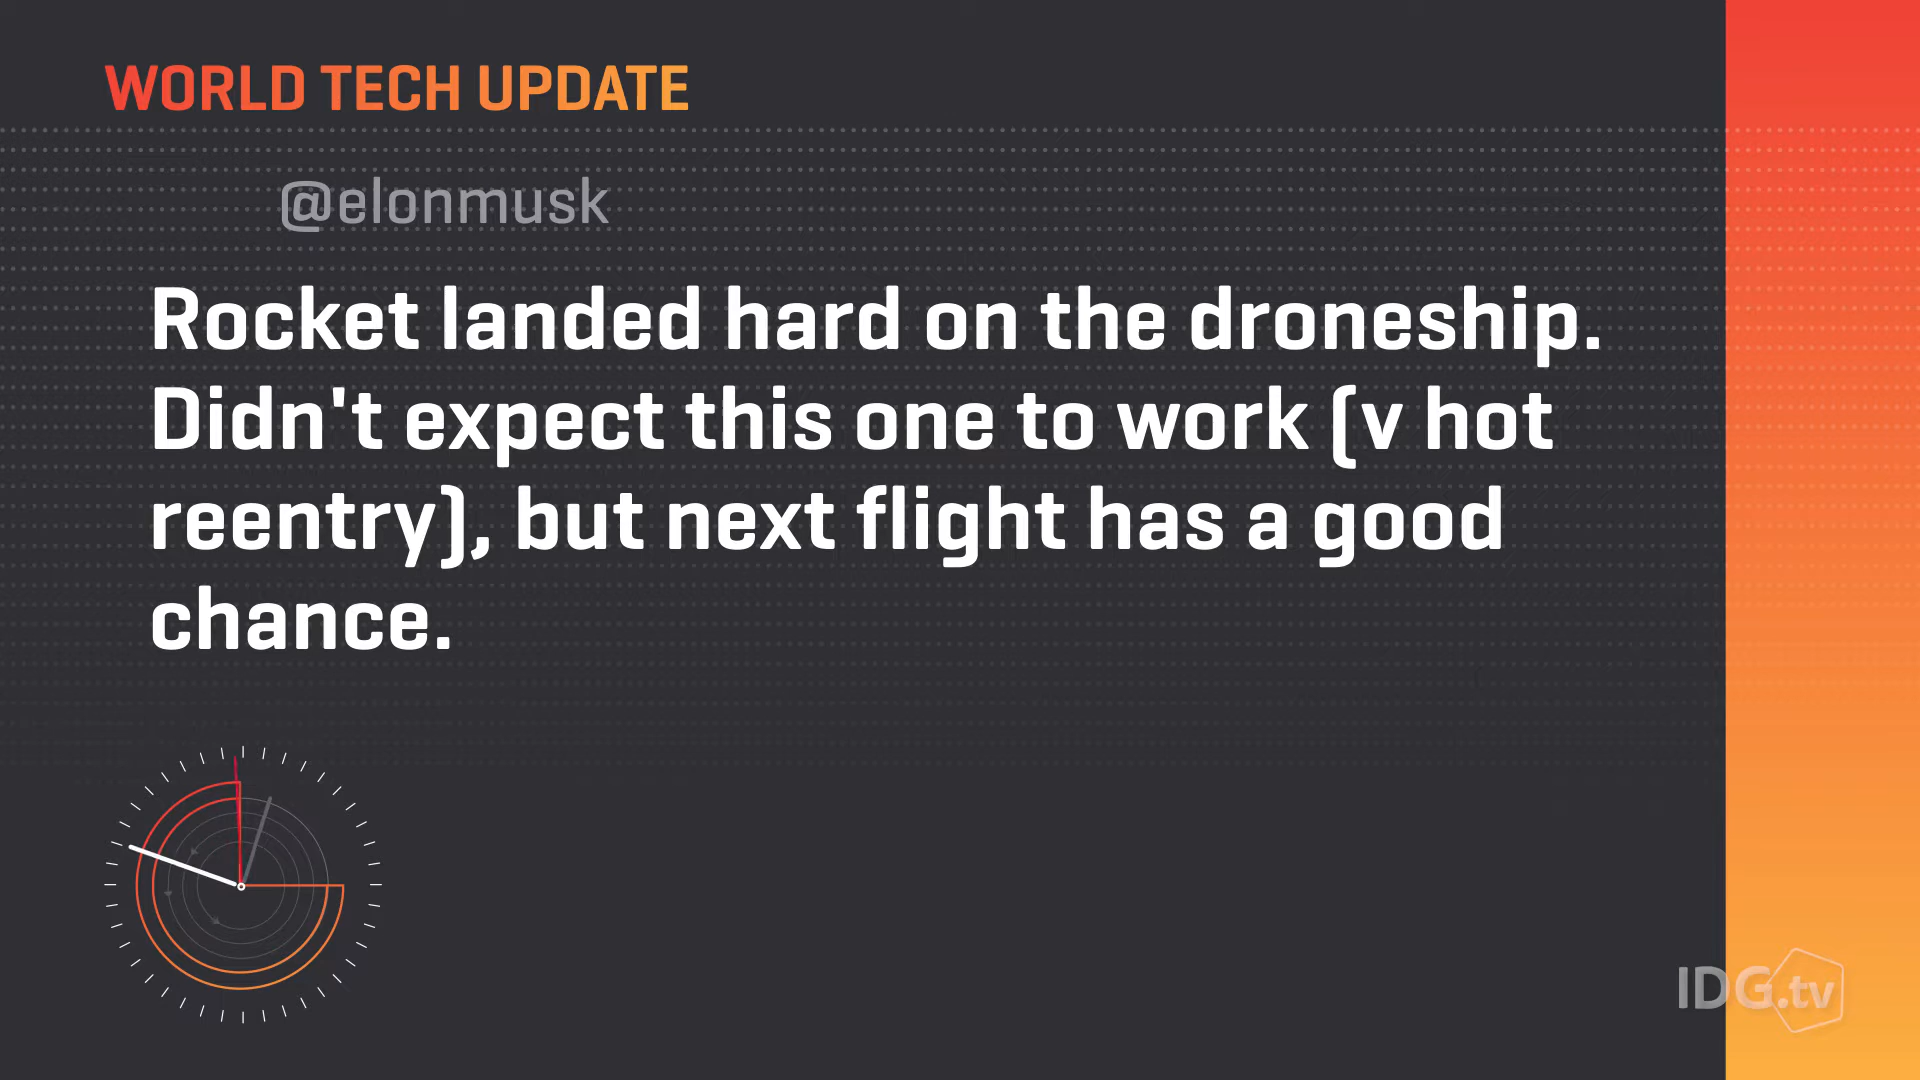 WORLD TECH UPDATE
@elonmusk
Rocket landed hard on the droneship.
Didn't expect this one to work (v hot
reentry), but next flight has a good
chance.
IDG.tv